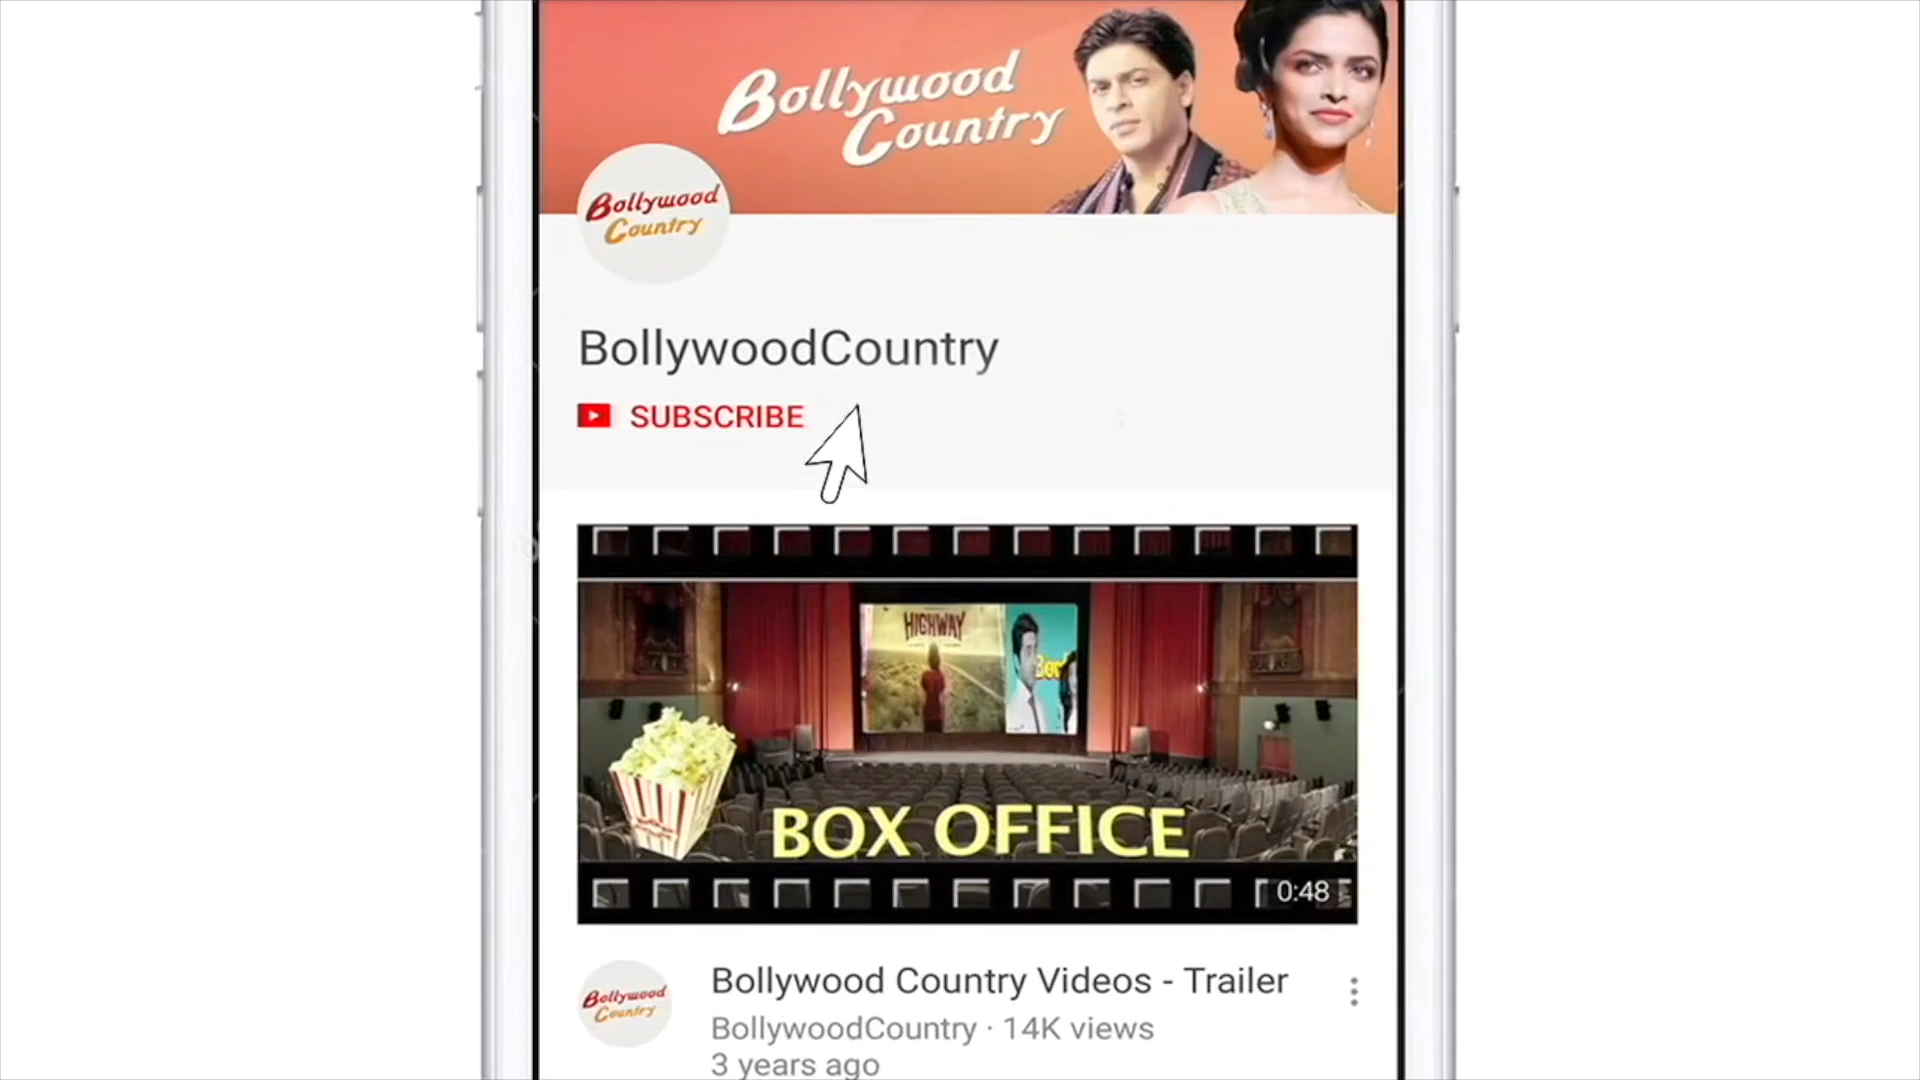 Bollywood
Country
Bollywood
Country
BollywoodCountry
SUBSCRIBE
HIGHWAY
BOX OFFICE
0:48
Bollywood
Country
Bollywood Country Videos - Trailer
BollywoodCountry · 14K views
3 years ago